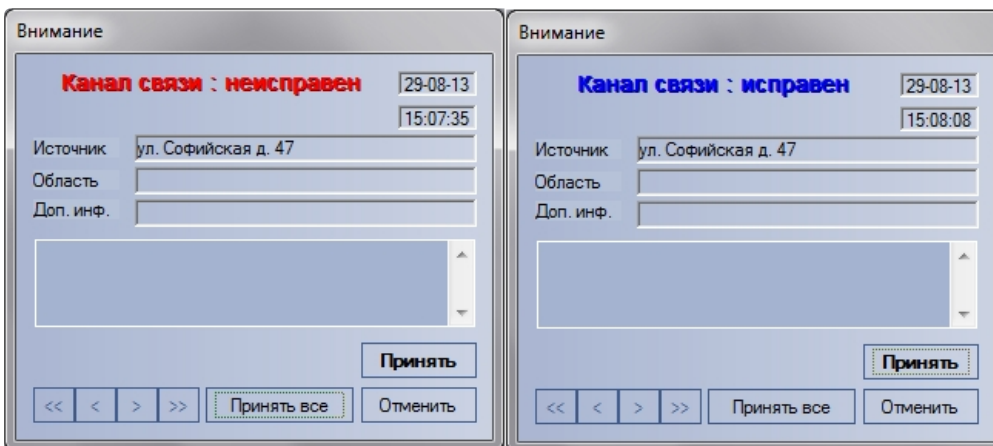 Внимание
Канал связи : неисправен
29-08-13
15:07:35
Источник ул. Софийская д. 47
Область
Доп. инф.
Принять
<< < > >> Принять все Отменить
Внимание
Канал связи : исправен
29-08-13
15:08:08
Источник ул. Софийская д. 47
Область
Доп. инф.
Принять
<< < > >> Принять все Отменить